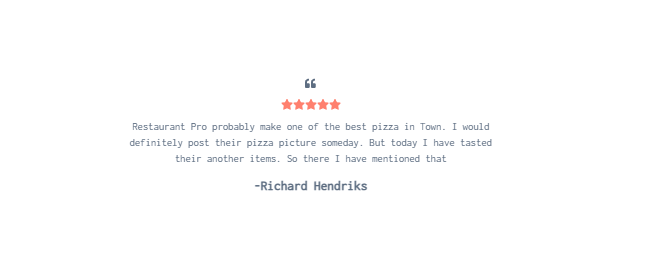 ❝
Restaurant Pro probably make one of the best pizza in Town. I would
definitely post their pizza picture someday. But today I have tasted
their another items. So there I have mentioned that
-Richard Hendriks